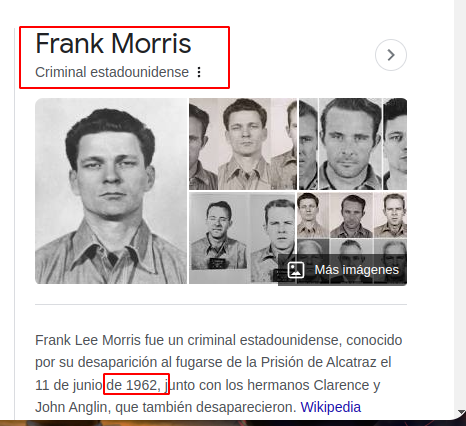 Frank Morris
Criminal estadounidense
Más imágenes
Frank Lee Morris fue un criminal estadounidense, conocido
por su desaparición al fugarse de la Prisión de Alcatraz el
11 de junio de 1962, junto con los hermanos Clarence y
John Anglin, que también desaparecieron. Wikipedia